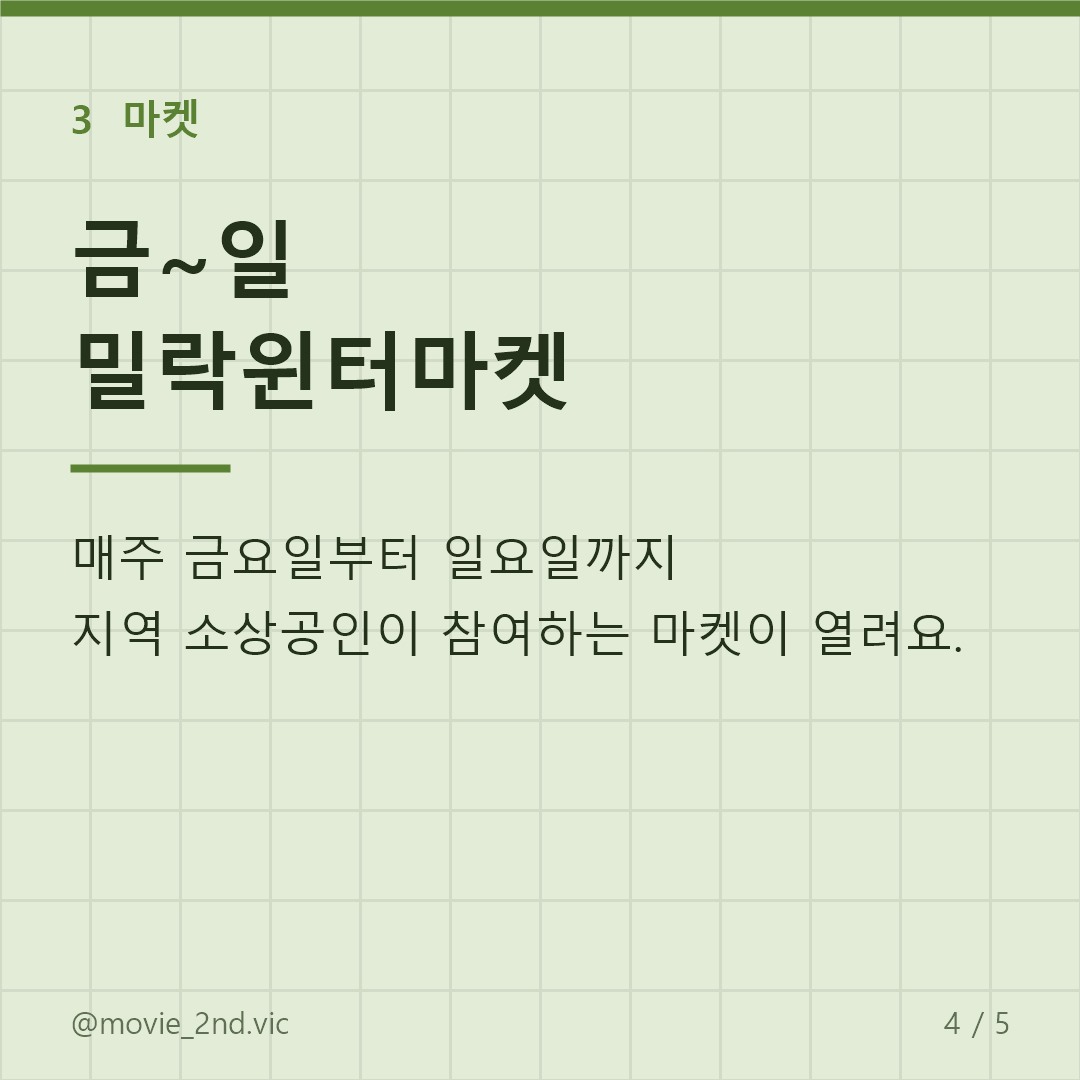 3 마켓
금~일
밀락윈터마켓
매주 금요일부터 일요일까지
지역 소상공인이 참여하는 마켓이 열려요.
@movie_2nd.vic
4 / 5